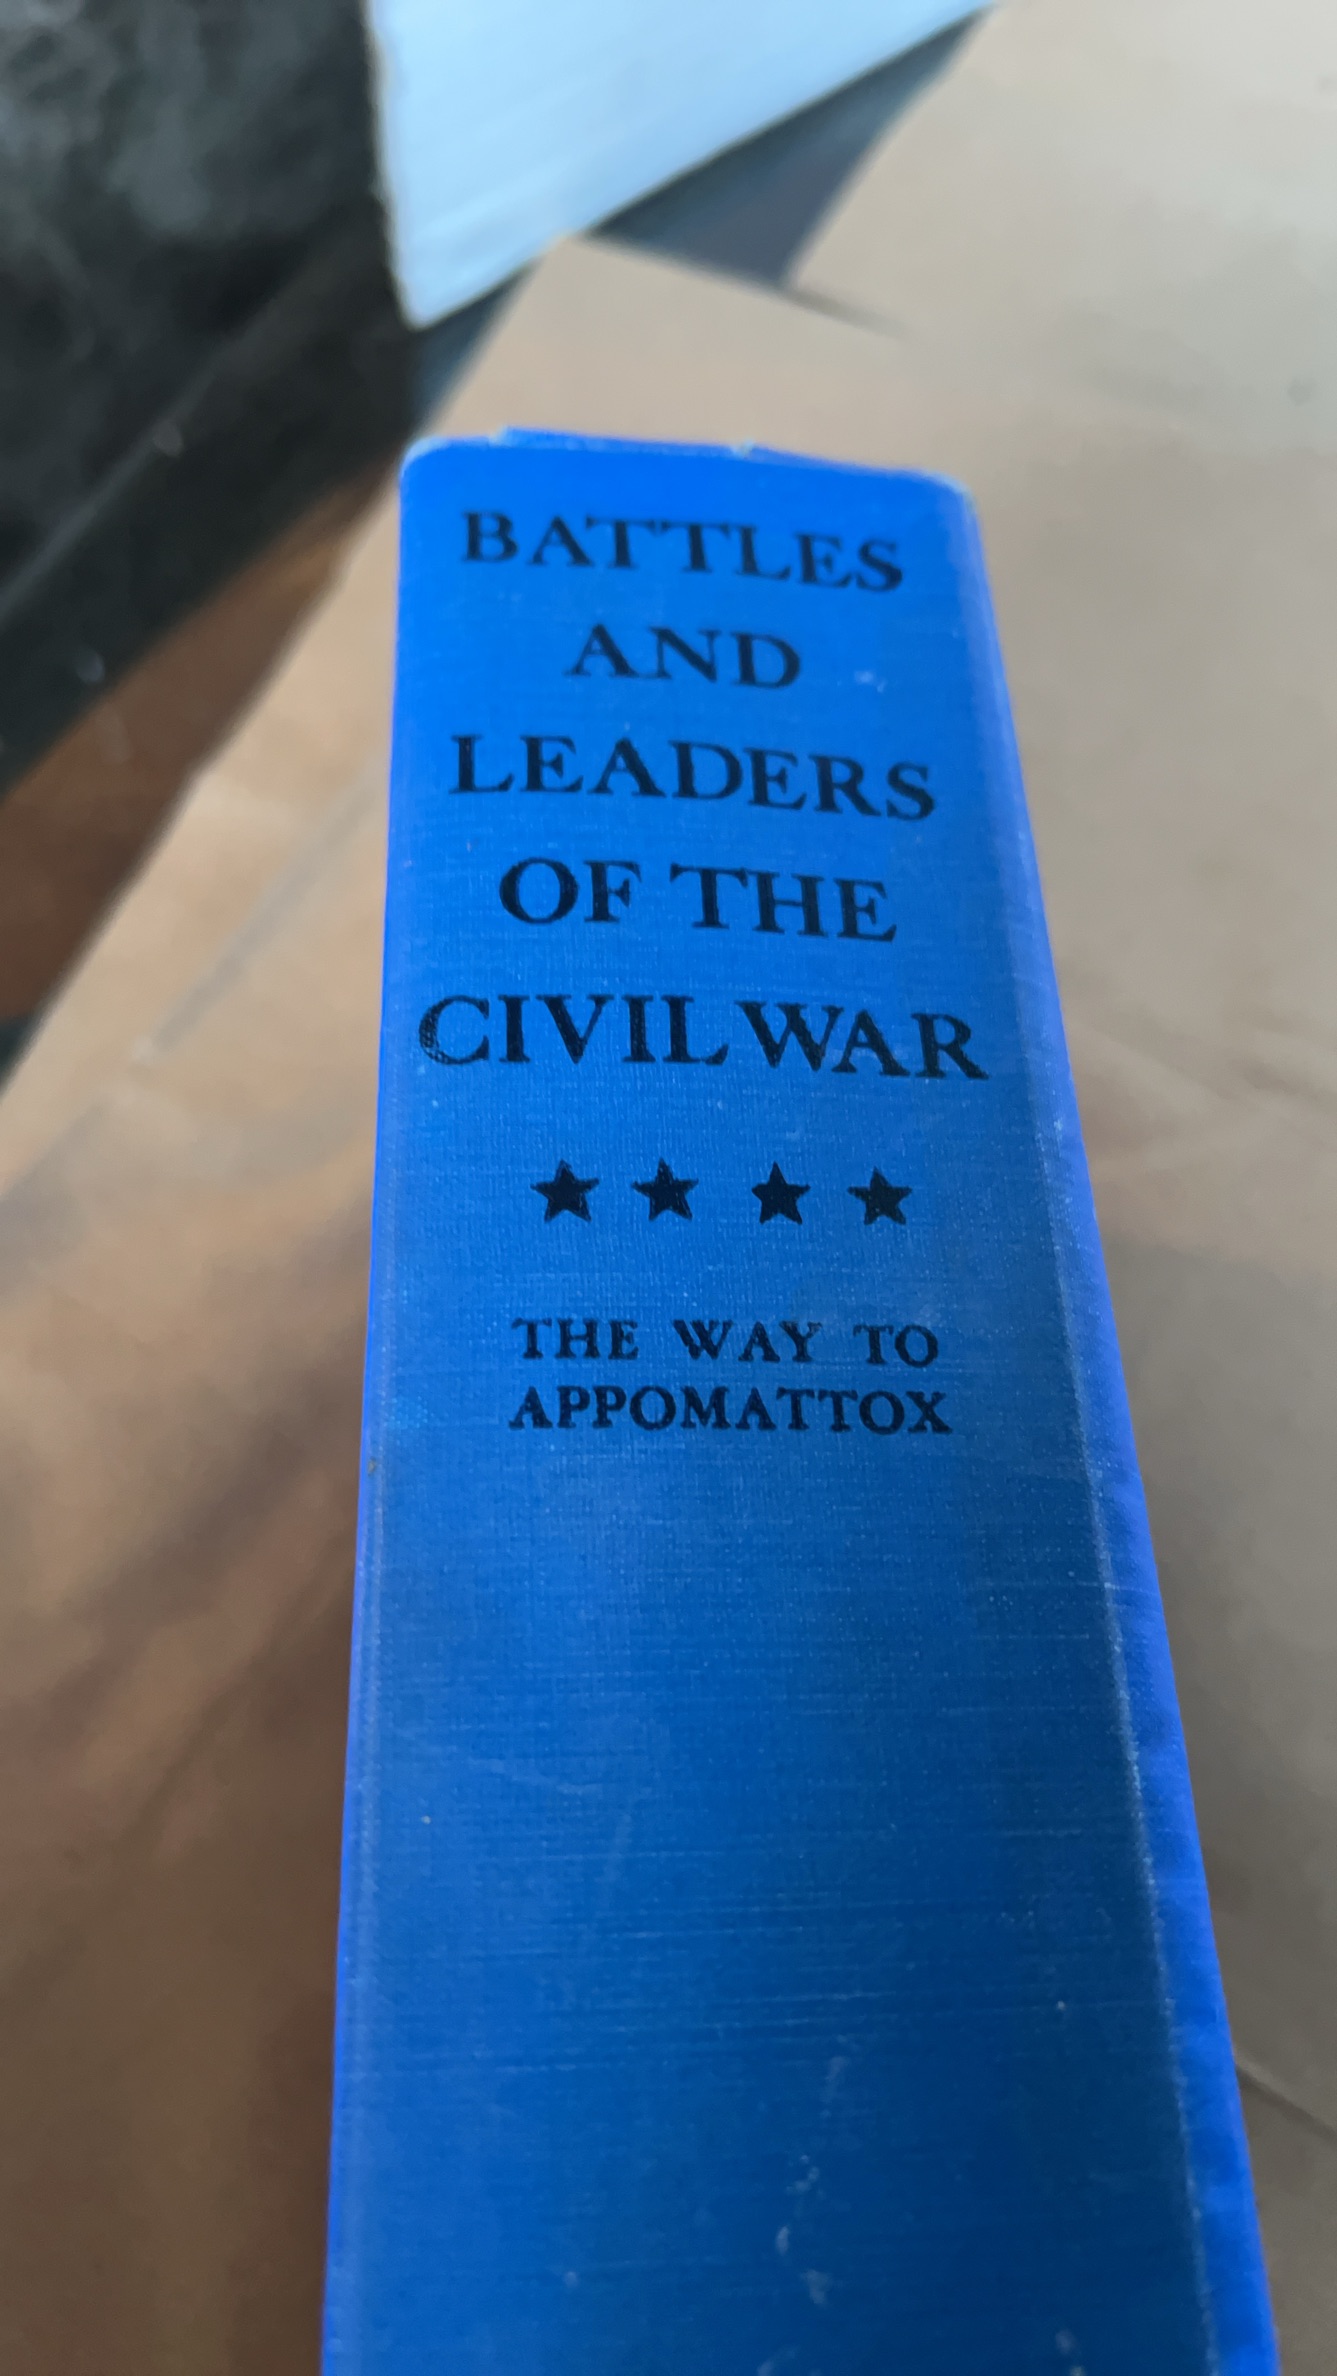 BATTLES
AND
LEADERS
OF THE
CIVIL WAR
★ ★ ★ ★
THE WAY TO
APPOMATTOX